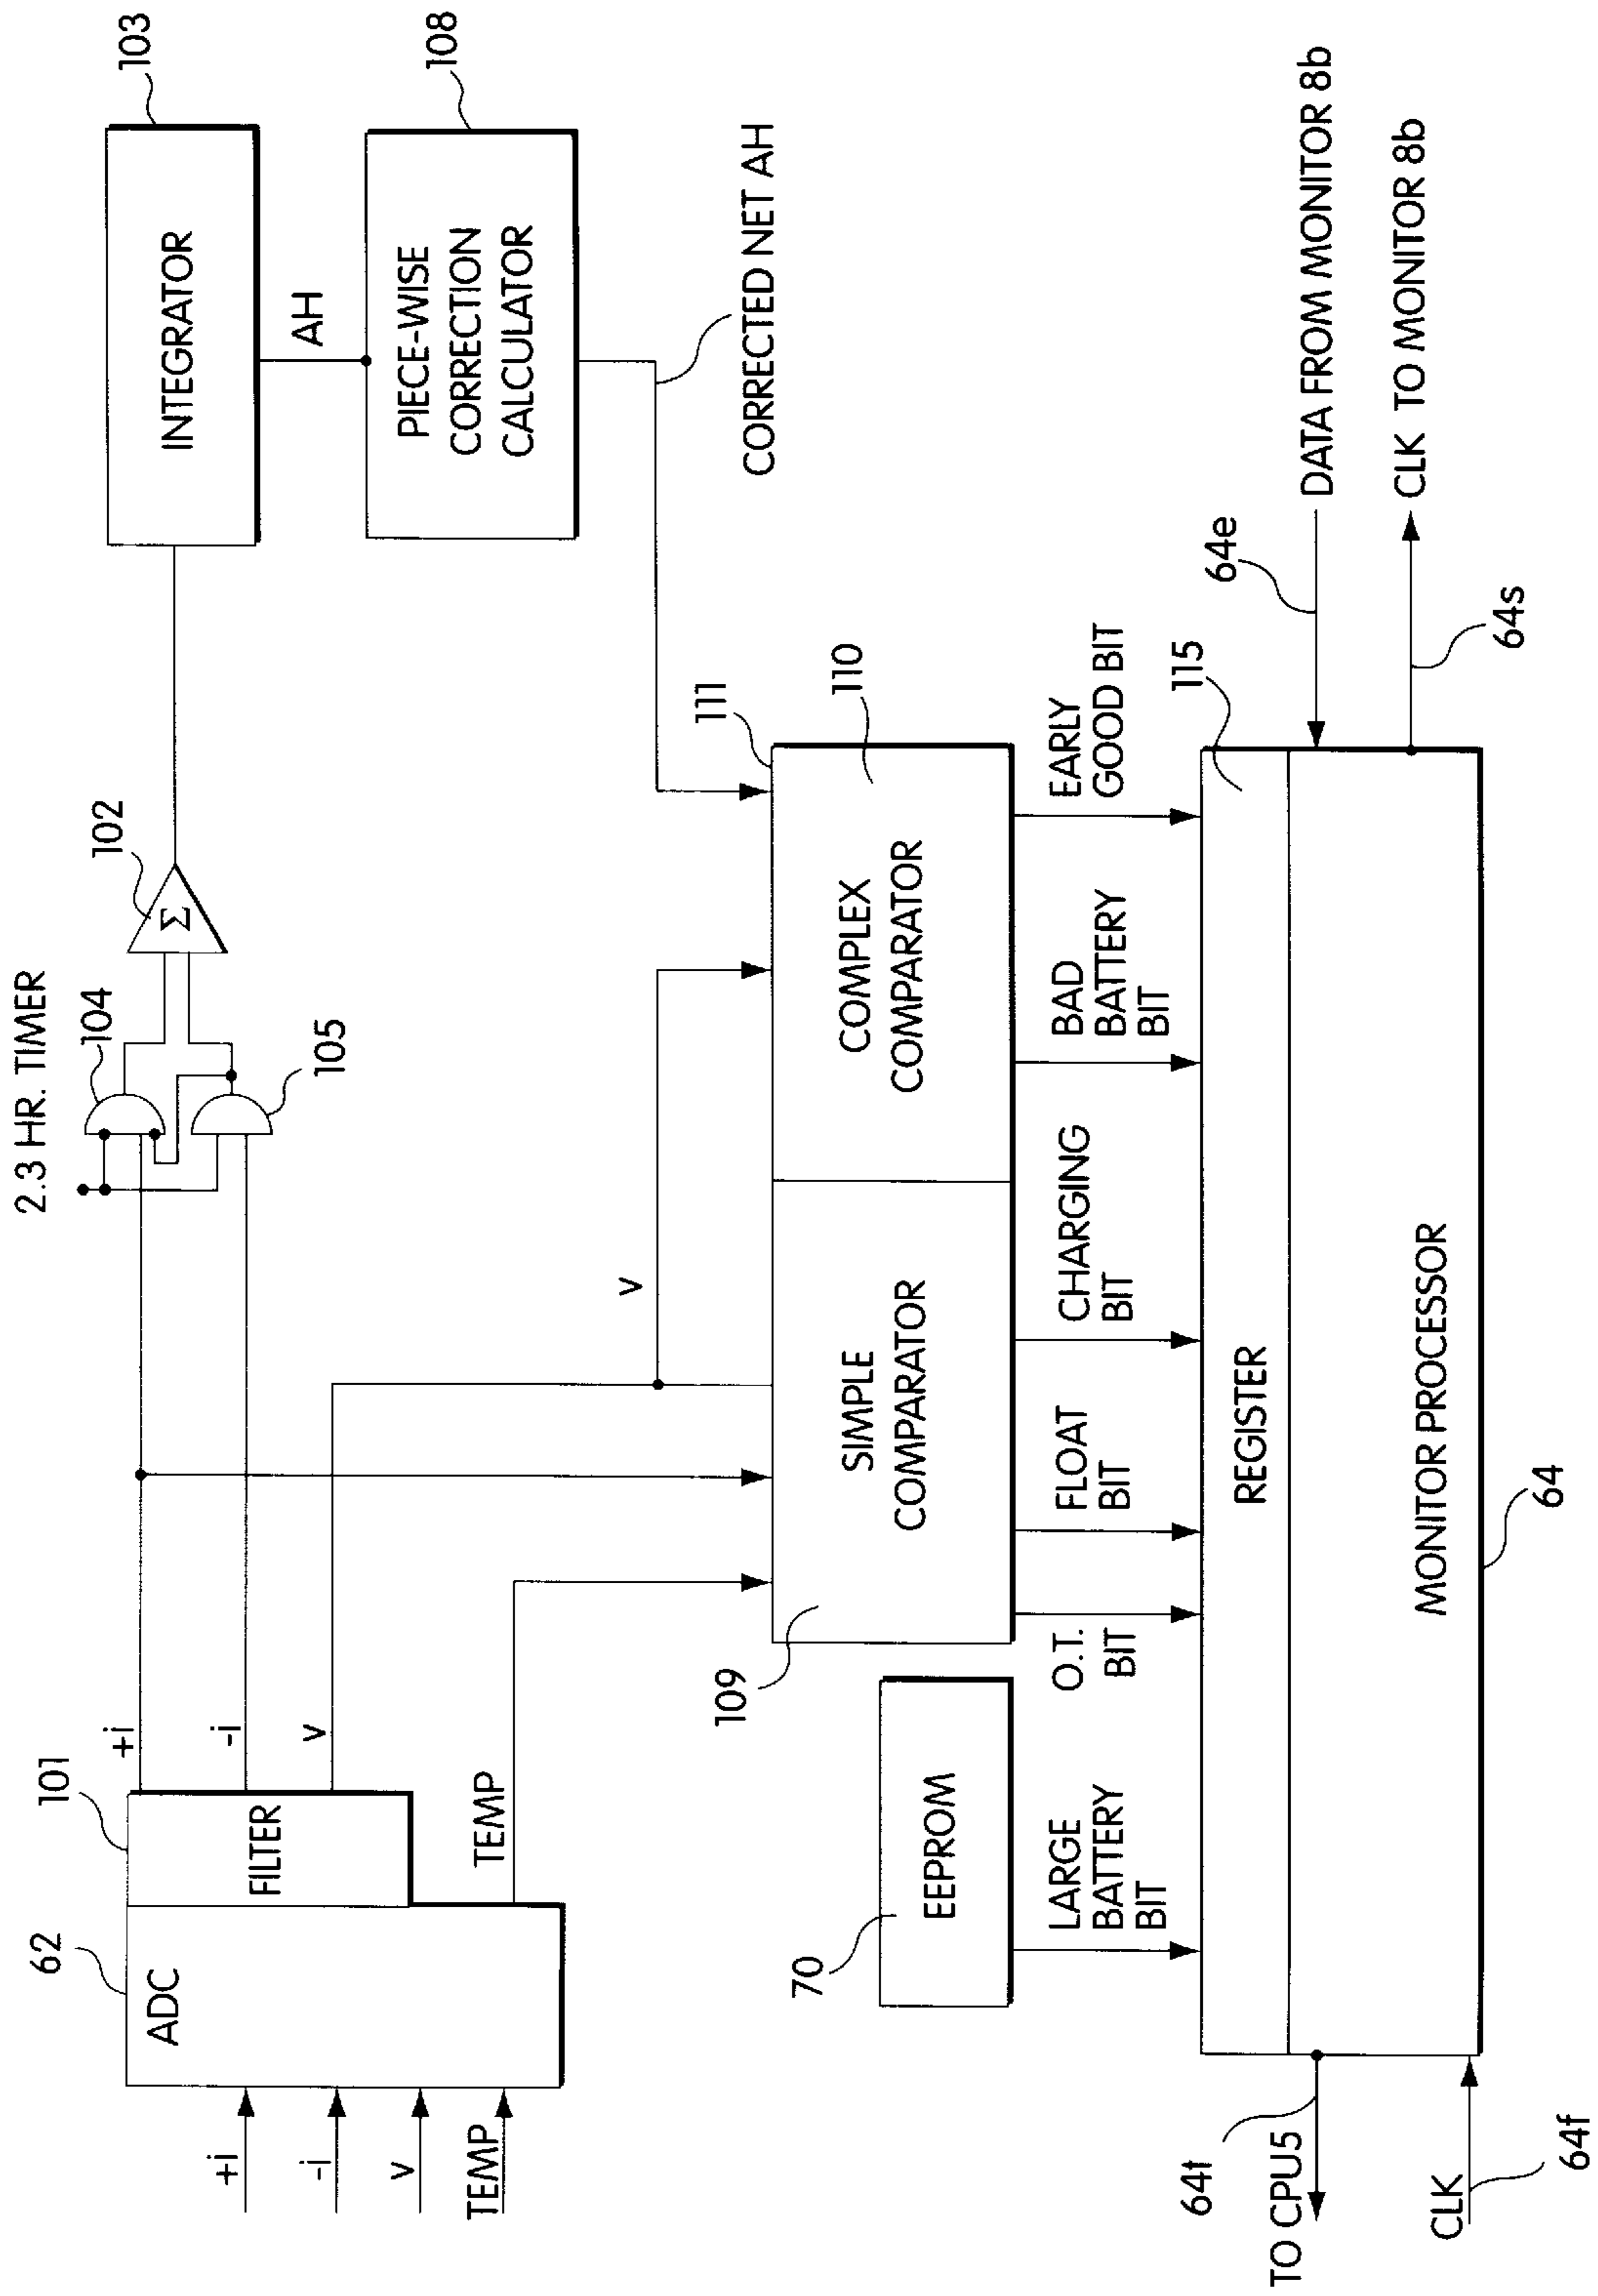 2.3 HR. TIMER
104
102
103
105
INTEGRATOR
AH
108
PIECE-WISE
CORRECTION
CALCULATOR
CORRECTED NET AH
62
101
ADC
FILTER
+i
-i
v
TEMP
+i
-i
v
TEMP
v
109
111
110
SIMPLE
COMPARATOR
COMPLEX
COMPARATOR
70
EEPROM
LARGE
BATTERY
BIT
O.T.
BIT
FLOAT
BIT
CHARGING
BIT
BAD
BATTERY
BIT
EARLY
GOOD BIT
115
REGISTER
MONITOR PROCESSOR
64
64t
TO CPU5
CLK
64f
64e
DATA FROM MONITOR 8b
CLK TO MONITOR 8b
64s
Σ